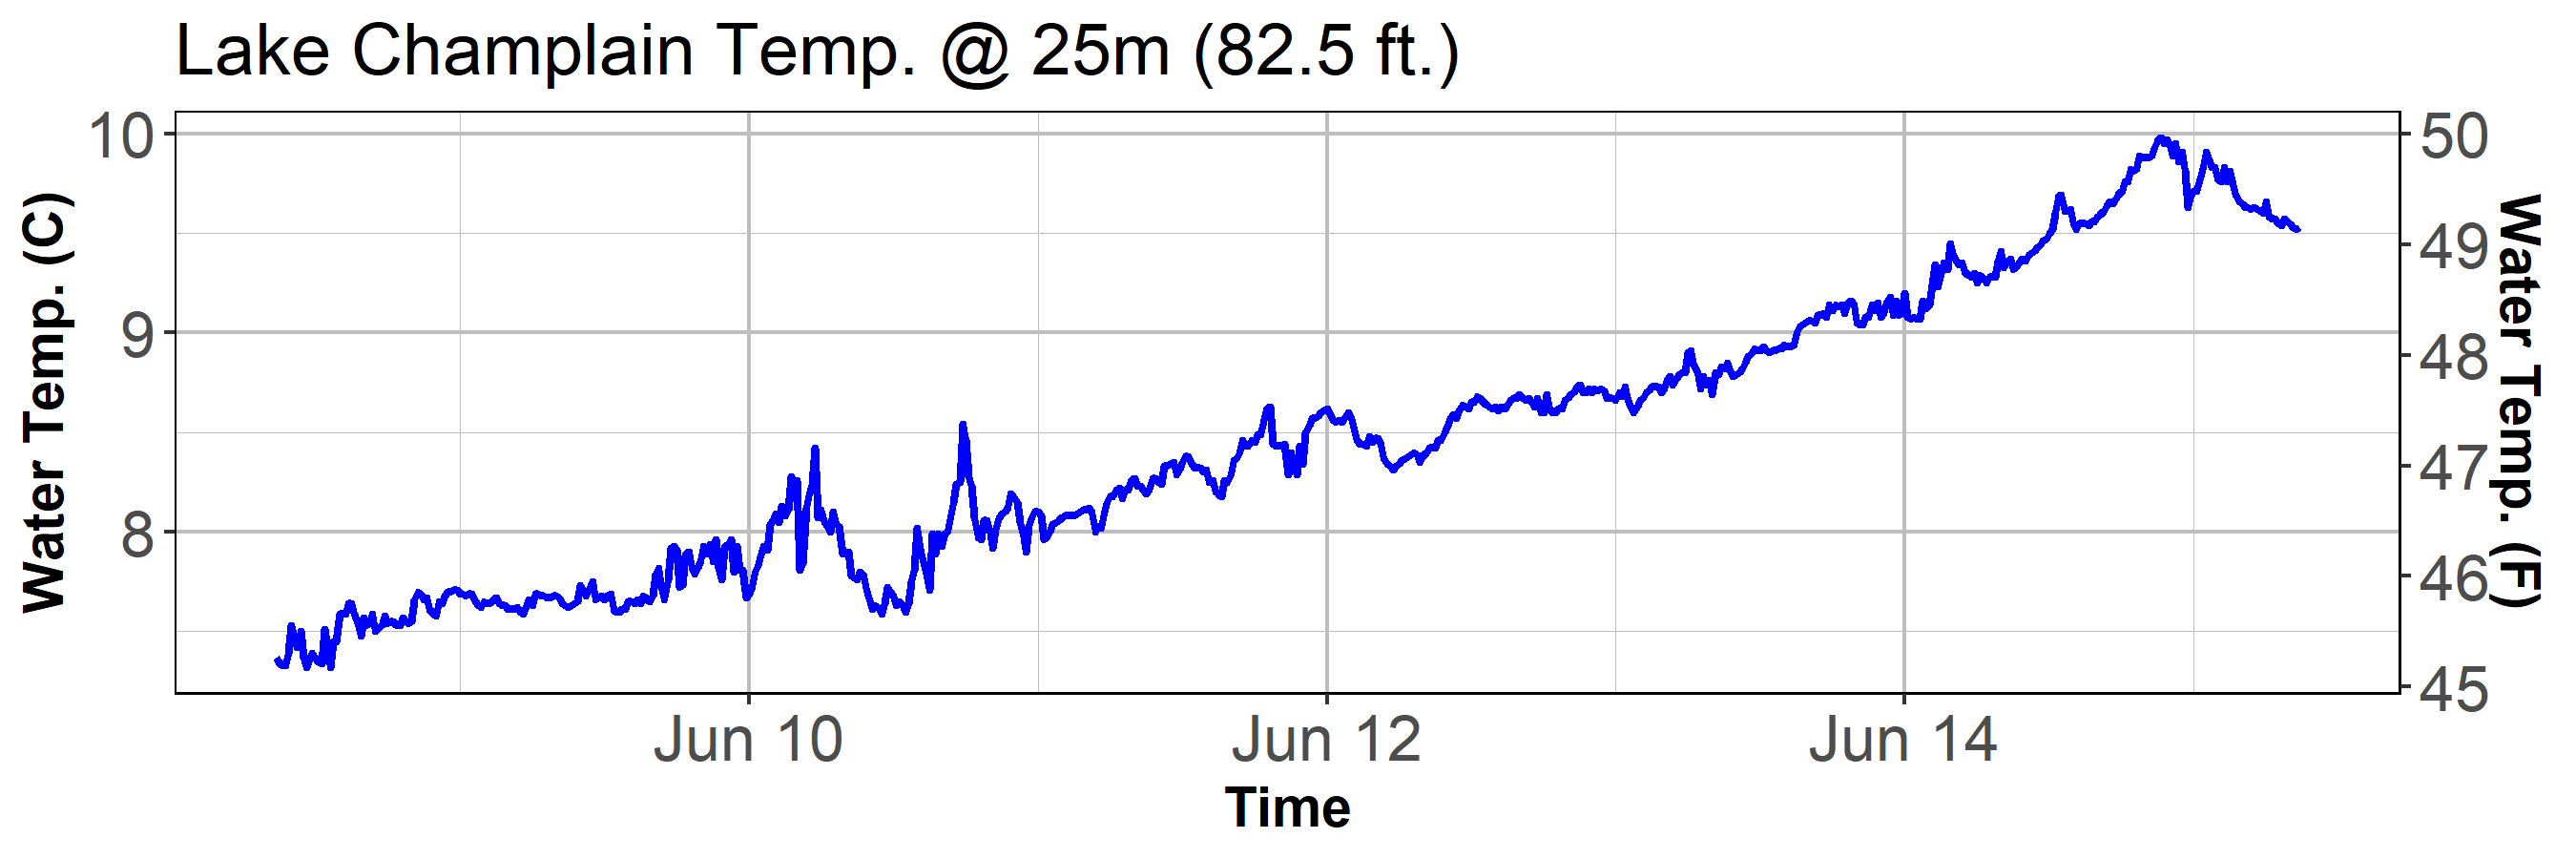 Lake Champlain Temp. @ 25m (82.5 ft.)
Water Temp. (C)
10
9
8
50
49
48
47
46
45
Water Temp. (F)
Jun 10
Jun 12
Jun 14
Time